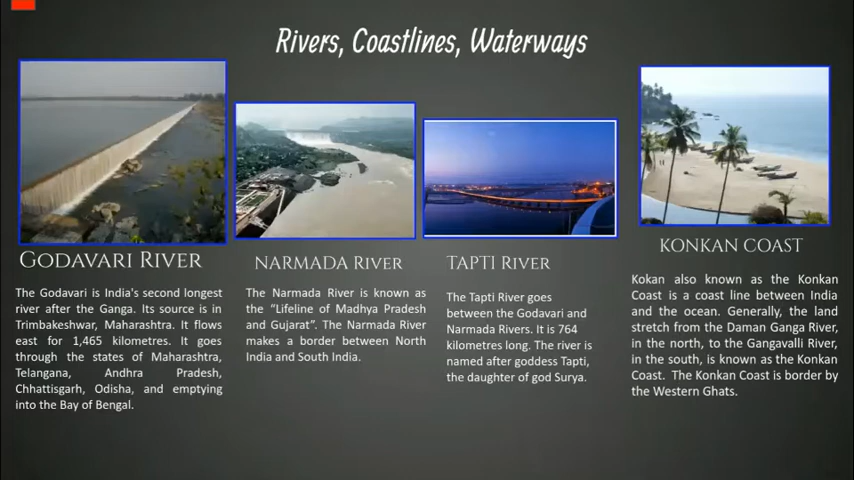 Rivers, Coastlines, Waterways
GODAVARI RIVER
The Godavari is India's second longest
river after the Ganga. Its source is in
Trimbakeshwar, Maharashtra. It flows
east for 1,465 kilometres. It goes
through the states of Maharashtra,
Telangana, Andhra Pradesh,
Chhattisgarh, Odisha, and emptying
into the Bay of Bengal.
NARMADA RIVER
The Narmada River is known as
the “Lifeline of Madhya Pradesh
and Gujarat”. The Narmada River
makes a border between North
India and South India.
TAPTI RIVER
The Tapti River goes
between the Godavari and
Narmada Rivers. It is 764
kilometres long. The river is
named after goddess Tapti,
the daughter of god Surya.
KONKAN COAST
Kokan also known as the Konkan
Coast is a coast line between India
and the ocean. Generally, the land
stretch from the Daman Ganga River,
in the north, to the Gangavalli River,
in the south, is known as the Konkan
Coast. The Konkan Coast is border by
the Western Ghats.